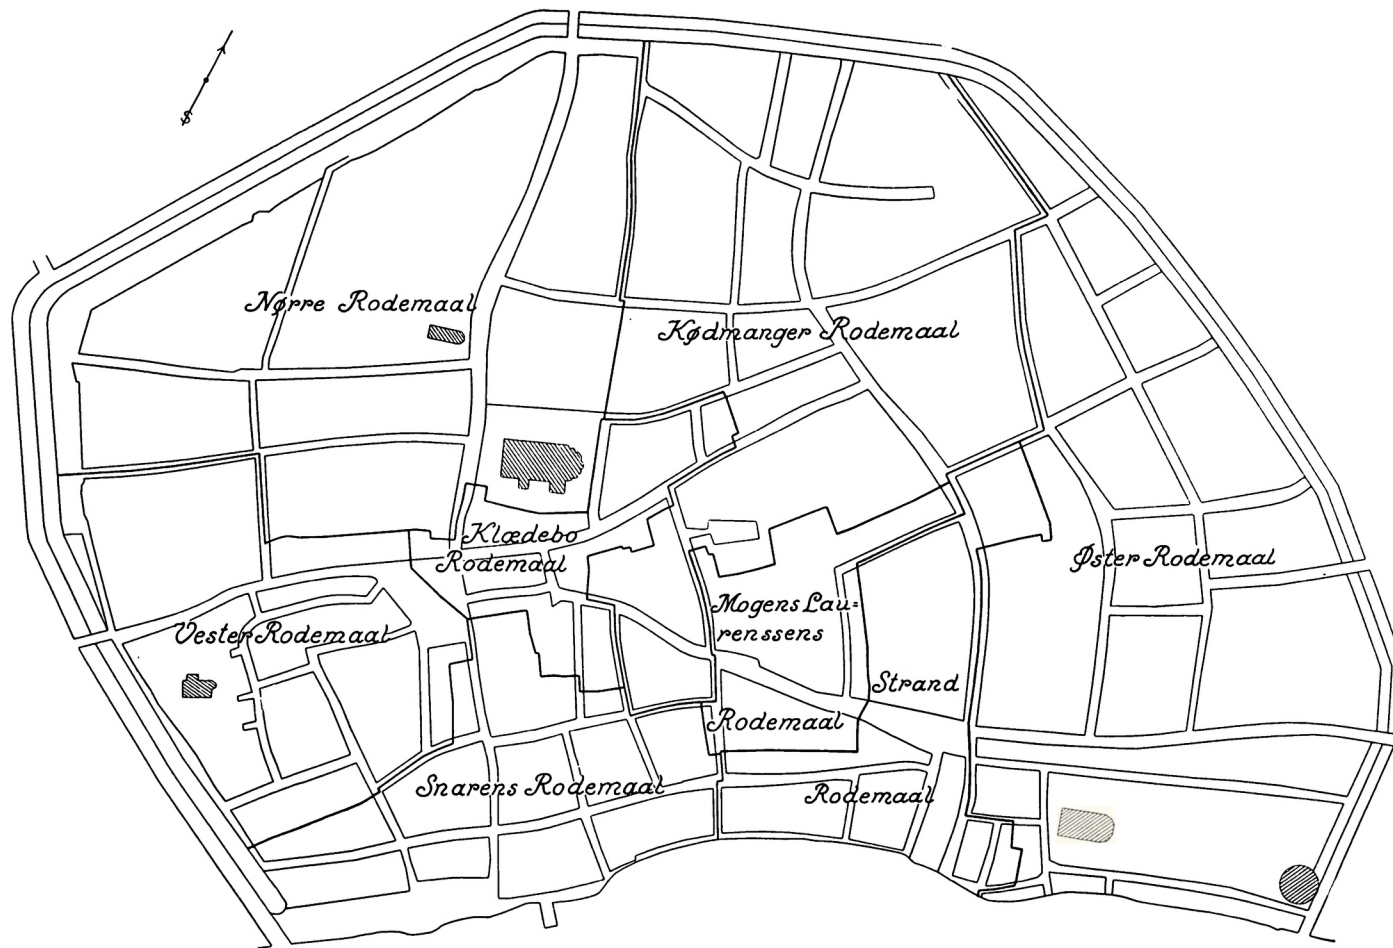 S
Nørre Rodemaal
Kødmanger Rodemaal
Klædebo
Rodemaal
Øster Rodemaal
Vester Rodemaal
Mogens Lau-
renssens
Rodemaal
Strand
Rodemaal
Snarens Rodemaal